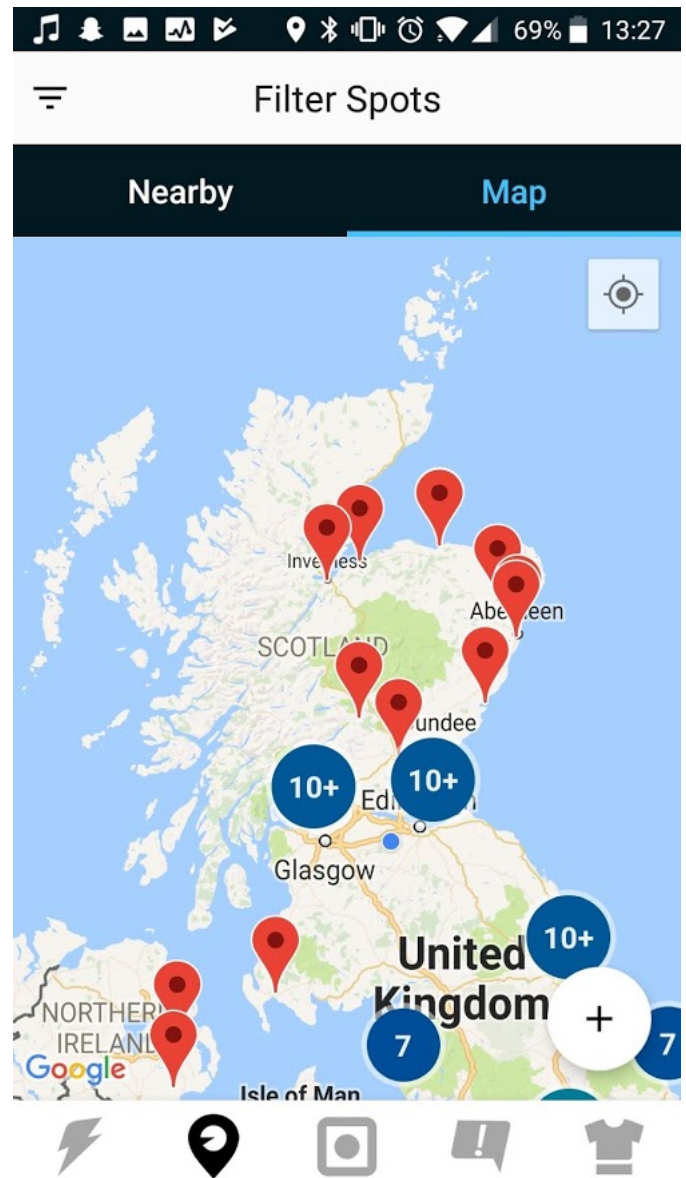 69% 13:27
Filter Spots
Nearby Map
Inverness
Aberdeen
SCOTLAND
undee
10+ 10+
Edinburgh
Glasgow
10+
United
Kingdom
NORTHERN
IRELAND
7 7
Google
Isle of Man
+
!